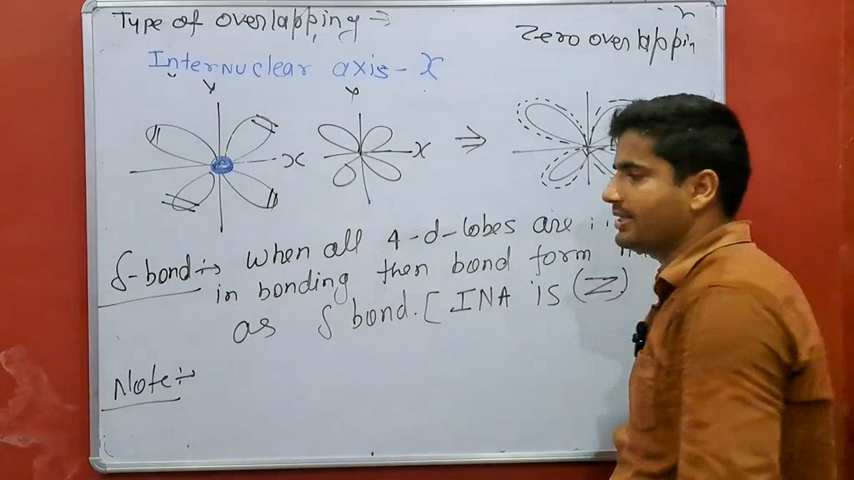 Type of overlapping ⇒
Zero overlappin
Internuclear axis - X
y
y
x
x
⇒
δ-bond :→ When all 4-d-lobes are
in bonding then bond form
as δ bond. [ INA is (Z)
Note :→